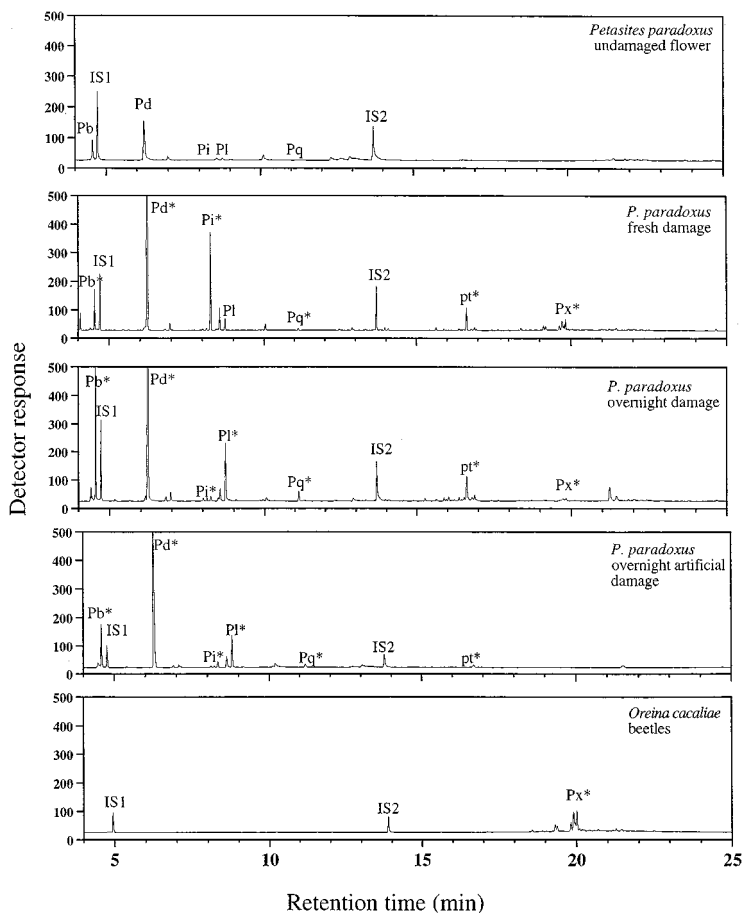 500
400
300
200
100
0
Petasites paradoxus
undamaged flower
IS1
Pb
Pd
Pi Pl
Pq
IS2
10
20
500
400
300
200
100
0
P. paradoxus
fresh damage
Pd*
Pi*
IS1
Pb*
Pl
Pq*
IS2
pt*
Px*
500
400
300
200
100
0
P. paradoxus
overnight damage
Pb*
Pd*
IS1
Pl*
Pi*
Pq*
IS2
pt*
Px*
10
20
500
400
300
200
100
0
P. paradoxus
overnight artificial
damage
Pd*
Pb*
IS1
Pl*
Pi*
Pq*
IS2
pt*
500
400
300
200
100
0
Oreina cacaliae
beetles
IS1
IS2
Px*
5
10
15
20
25
Detector response
Retention time (min)